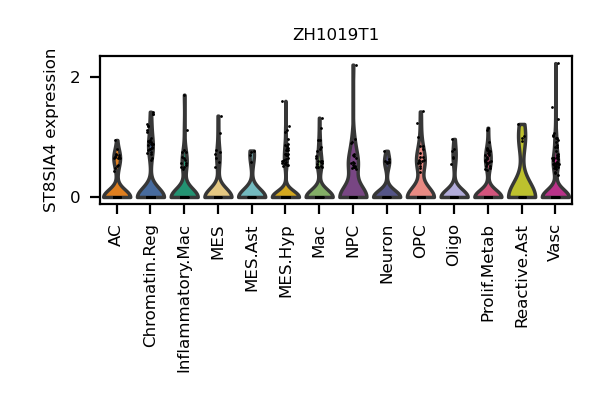 ZH1019T1
ST8SIA4 expression
2
0
AC
Chromatin.Reg
Inflammatory.Mac
MES
MES.Ast
MES.Hyp
Mac
NPC
Neuron
OPC
Oligo
Prolif.Metab
Reactive.Ast
Vasc